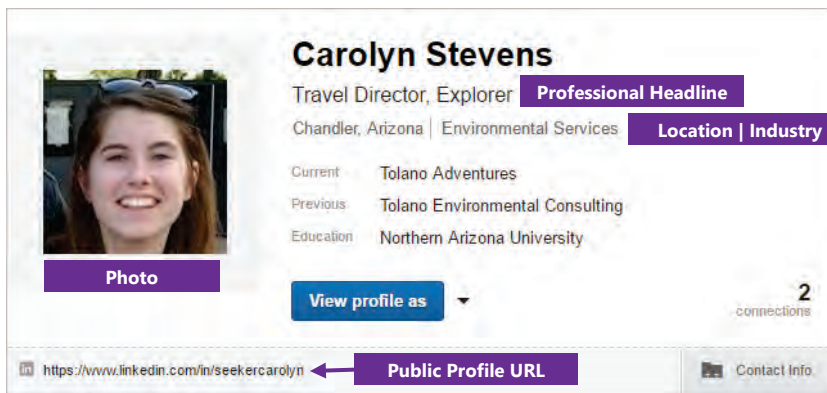 Carolyn Stevens
Travel Director, Explorer Professional Headline
Chandler, Arizona | Environmental Services Location | Industry
Current Tolano Adventures
Previous Tolano Environmental Consulting
Education Northern Arizona University
Photo
View profile as
2
connections
in https://www.linkedin.com/in/seekercarolyn Public Profile URL
Contact Info